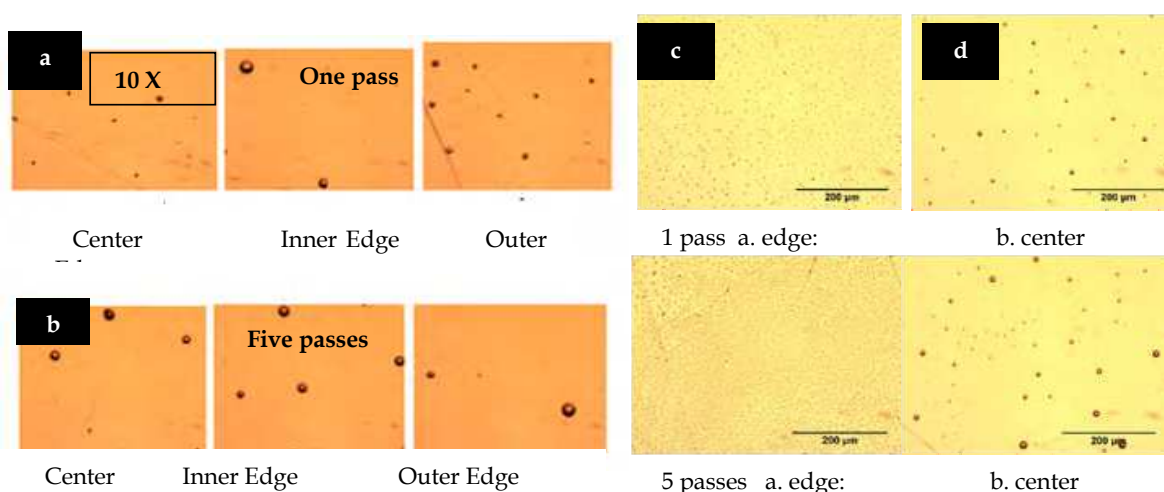 a
10 X
One pass
Center
Inner Edge
Outer
b
Five passes
Center
Inner Edge
Outer Edge
c
200 µm
d
200 µm
1 pass a. edge:
b. center
200 µm
200 µm
5 passes a. edge:
b. center